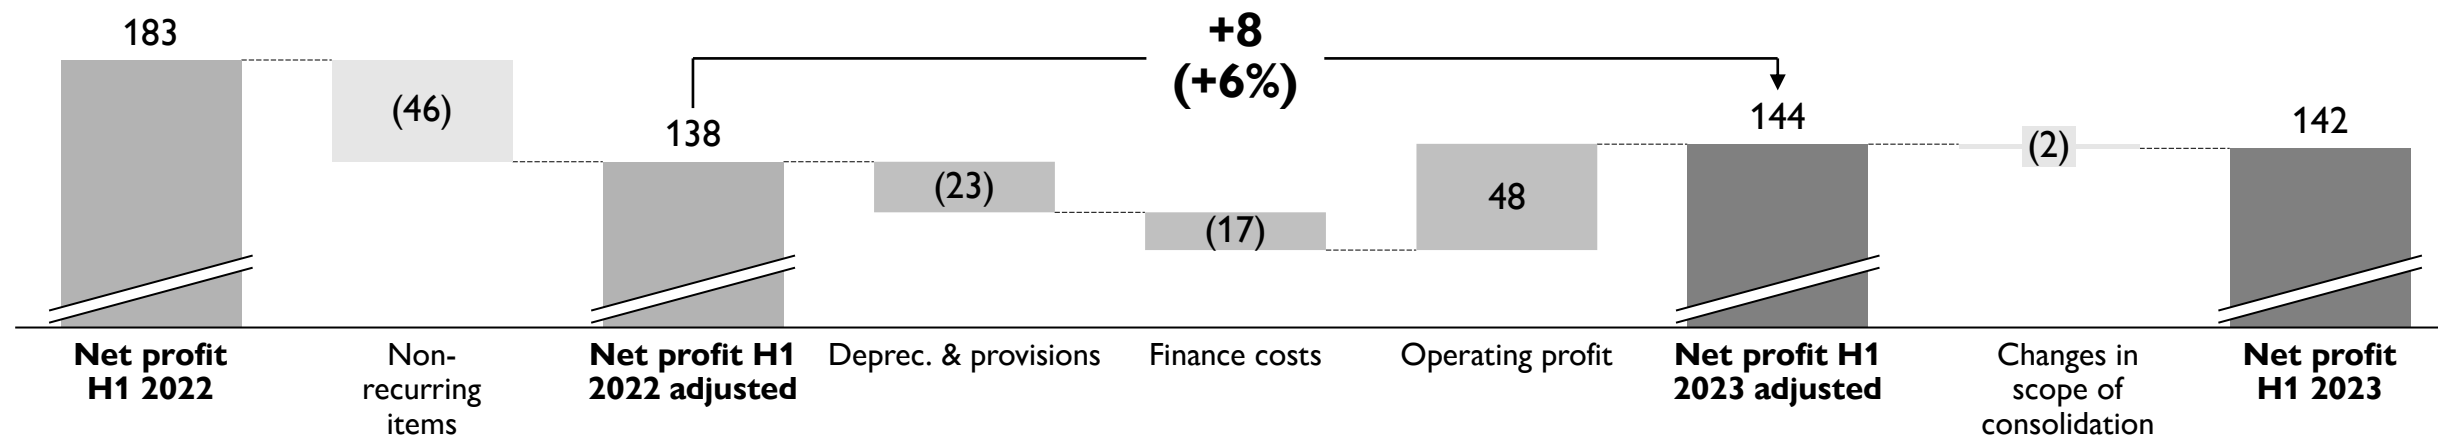 183
(46)
138
(23)
(17)
48
+8
(+6%)
144
(2)
142
Net profit
H1 2022
Non-
recurring
items
Net profit H1
2022 adjusted
Deprec. & provisions
Finance costs
Operating profit
Net profit H1
2023 adjusted
Changes in
scope of
consolidation
Net profit
H1 2023